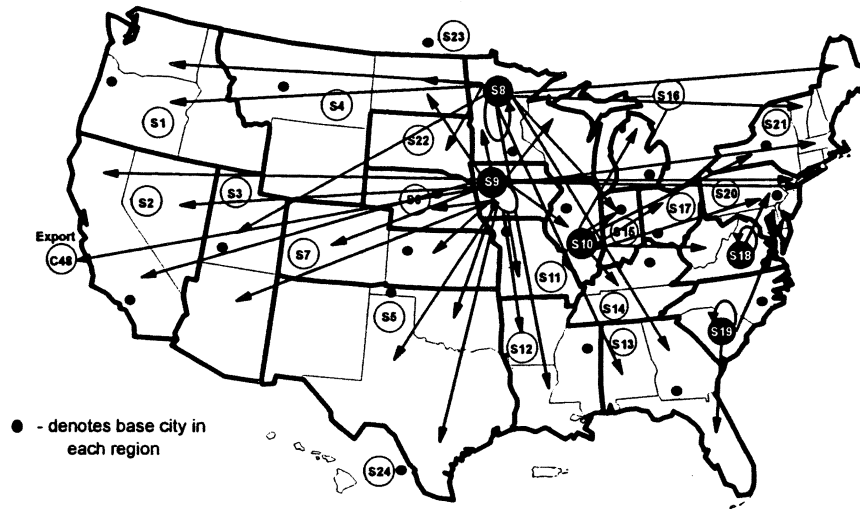 S23
S8
S16
S4
S1
S21
S22
S9
S3
S6
S20
S2
S17
S15
Export
S10
S18
C48
S7
S11
S14
S5
S19
S12
S13
- denotes base city in
each region
S24